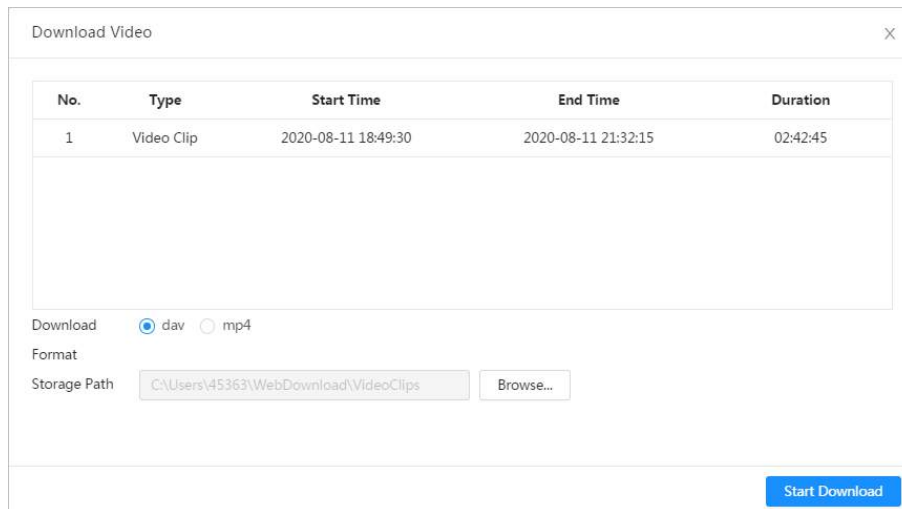 Download Video
No. Type Start Time End Time Duration
1 Video Clip 2020-08-11 18:49:30 2020-08-11 21:32:15 02:42:45
Download dav mp4
Format
Storage Path C:\Users\45363\WebDownload\VideoClips Browse...
Start Download